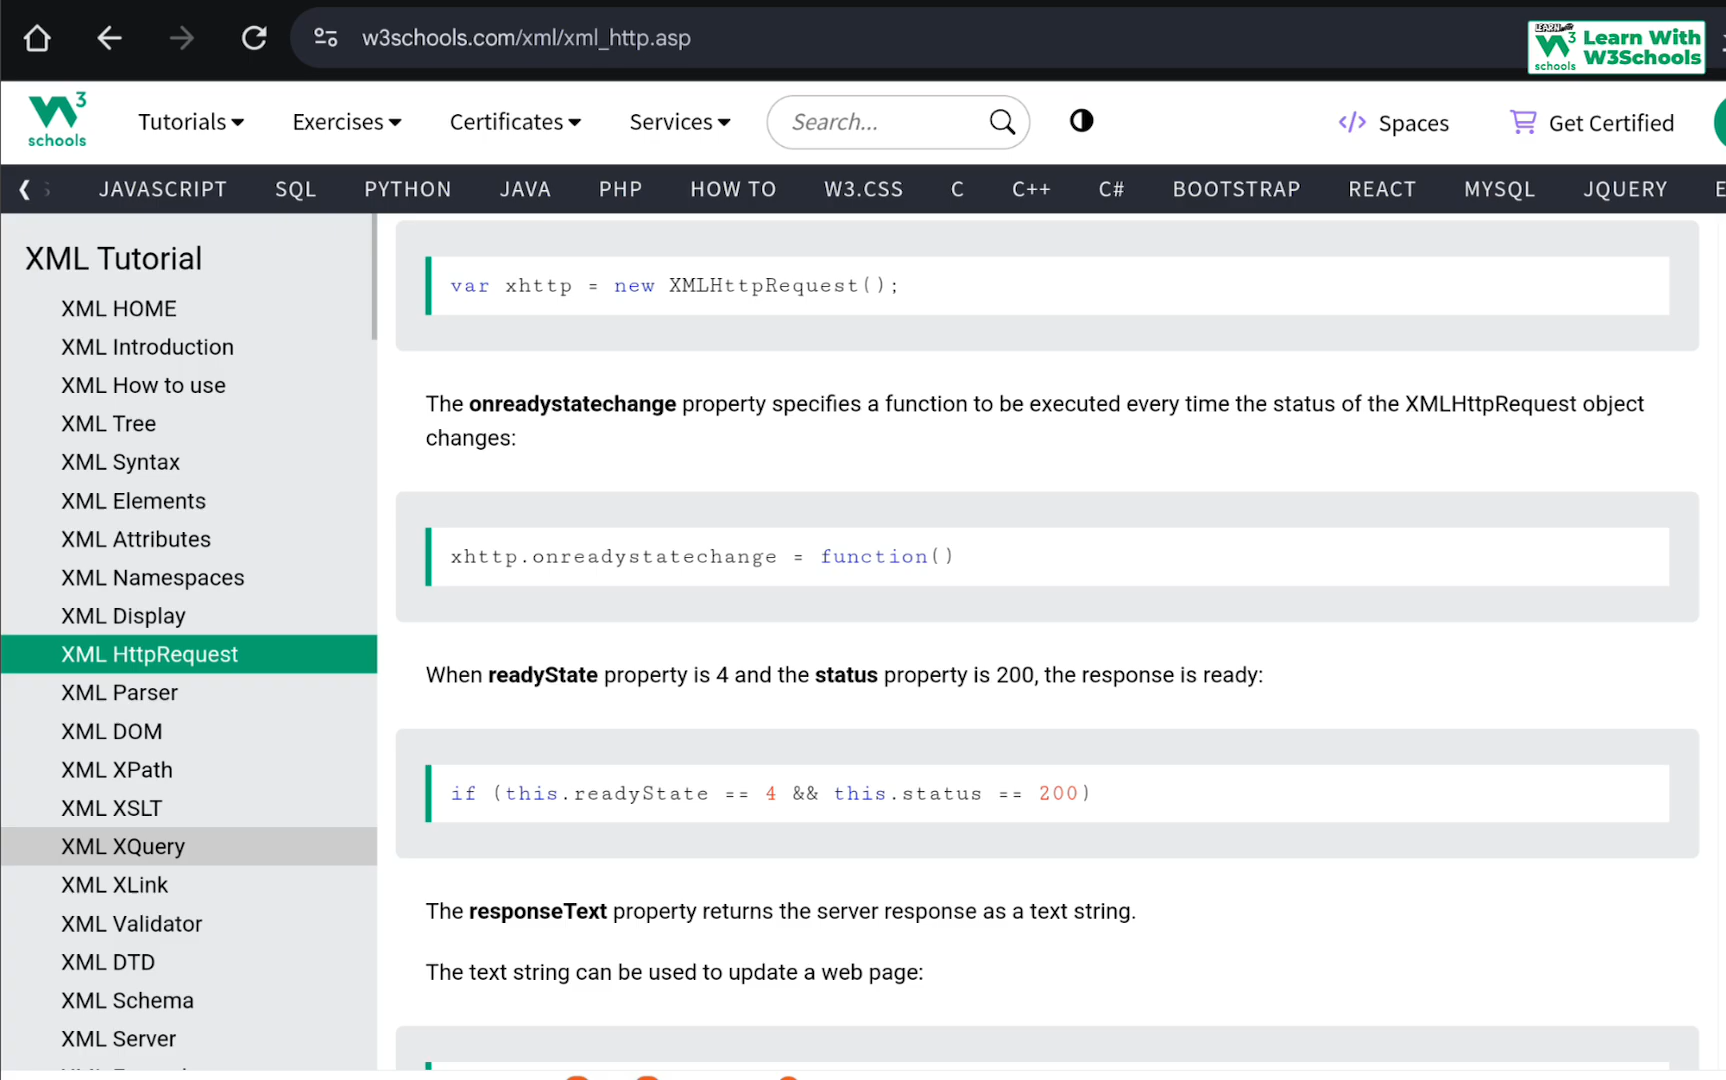 w3schools.com/xml/xml_http.asp
LEARN
W3 schools
Learn With
W3Schools
W3 schools
Tutorials
Exercises
Certificates
Services
Search...
Spaces
Get Certified
JAVASCRIPT
SQL
PYTHON
JAVA
PHP
HOW TO
W3.CSS
C
C++
C#
BOOTSTRAP
REACT
MYSQL
JQUERY
XML Tutorial
XML HOME
XML Introduction
XML How to use
XML Tree
XML Syntax
XML Elements
XML Attributes
XML Namespaces
XML Display
XML HttpRequest
XML Parser
XML DOM
XML XPath
XML XSLT
XML XQuery
XML XLink
XML Validator
XML DTD
XML Schema
XML Server
var xhttp = new XMLHttpRequest();
The onreadystatechange property specifies a function to be executed every time the status of the XMLHttpRequest object
changes:
xhttp.onreadystatechange = function()
When readyState property is 4 and the status property is 200, the response is ready:
if (this.readyState == 4 && this.status == 200)
The responseText property returns the server response as a text string.
The text string can be used to update a web page: